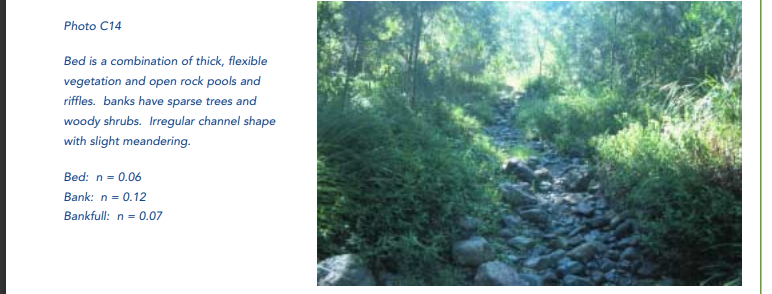 Photo C14
Bed is a combination of thick, flexible
vegetation and open rock pools and
riffles.  banks have sparse trees and
woody shrubs.  Irregular channel shape
with slight meandering.
Bed:  n = 0.06
Bank:  n = 0.12
Bankfull:  n = 0.07